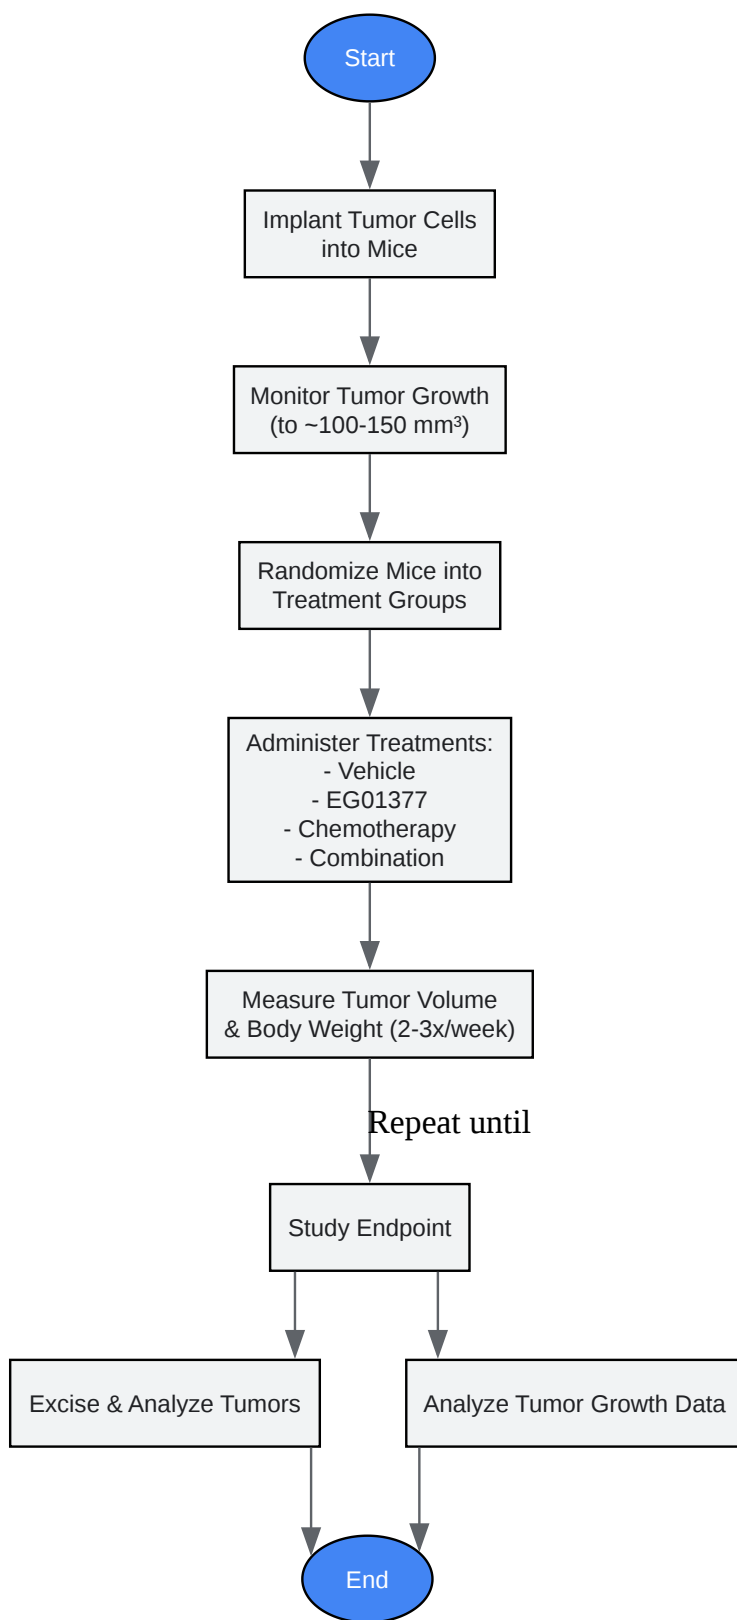 Start
Implant Tumor Cells
into Mice
Monitor Tumor Growth
(to ~100-150 mm³)
Randomize Mice into
Treatment Groups
Administer Treatments:
- Vehicle
- EG01377
- Chemotherapy
- Combination
Measure Tumor Volume
& Body Weight (2-3x/week)
Repeat until
Study Endpoint
Excise & Analyze Tumors
Analyze Tumor Growth Data
End